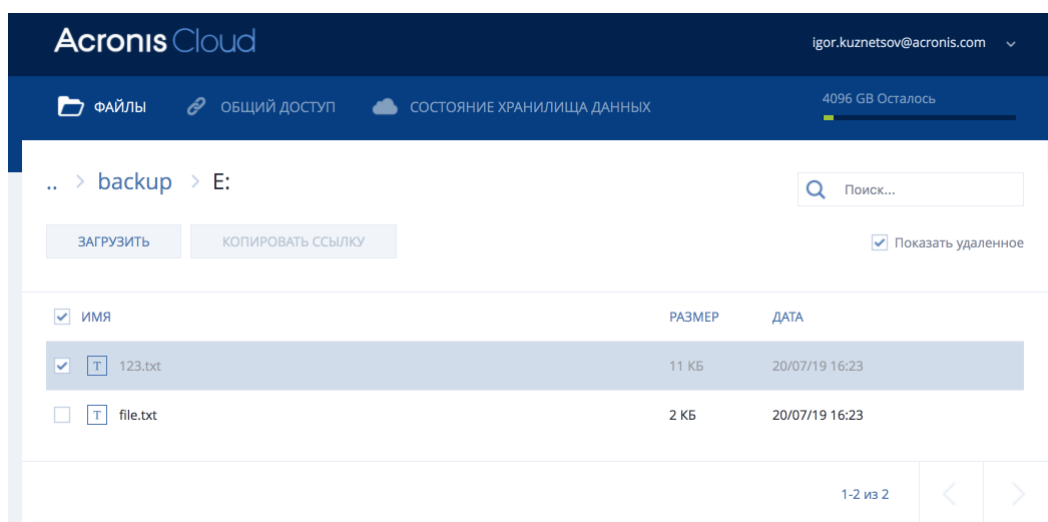 Acronis Cloud
igor.kuznetsov@acronis.com
ФАЙЛЫ
ОБЩИЙ ДОСТУП
СОСТОЯНИЕ ХРАНИЛИЩА ДАННЫХ
4096 GB Осталось
.. > backup > E:
Поиск...
ЗАГРУЗИТЬ
КОПИРОВАТЬ ССЫЛКУ
Показать удаленное
ИМЯ РАЗМЕР ДАТА
T 123.txt 11 КБ 20/07/19 16:23
T file.txt 2 КБ 20/07/19 16:23
1-2 из 2